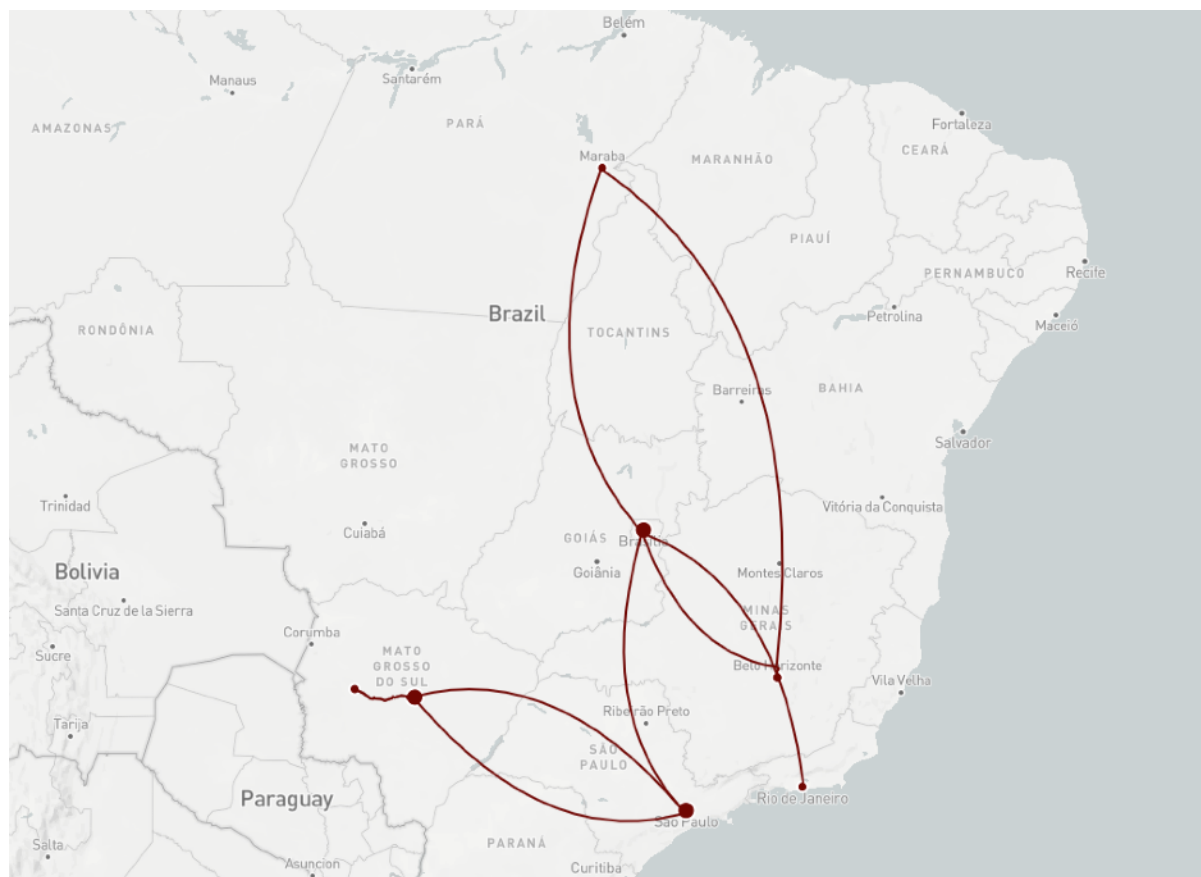 Belém
Santarém
Manaus
AMAZONAS
PARÁ
Fortaleza
CEARÁ
Maraba
MARANHÃO
PIAUÍ
PERNAMBUCO
Recife
Brazil
Petrolina
Maceió
RONDÔNIA
TOCANTINS
Barreiras
BAHIA
Salvador
MATO
GROSSO
Trinidad
Vitória da Conquista
Cuiabá
GOIÁS
Brasília
Goiânia
Montes Claros
Bolivia
Santa Cruz de la Sierra
MINAS
GERAIS
Corumba
Sucre
MATO
GROSSO
DO SUL
Belo Horizonte
Vila Velha
Ribeirão Preto
Tarija
SÃO
PAULO
Paraguay
Rio de Janeiro
São Paulo
Salta
PARANÁ
Asuncion
Curitiba